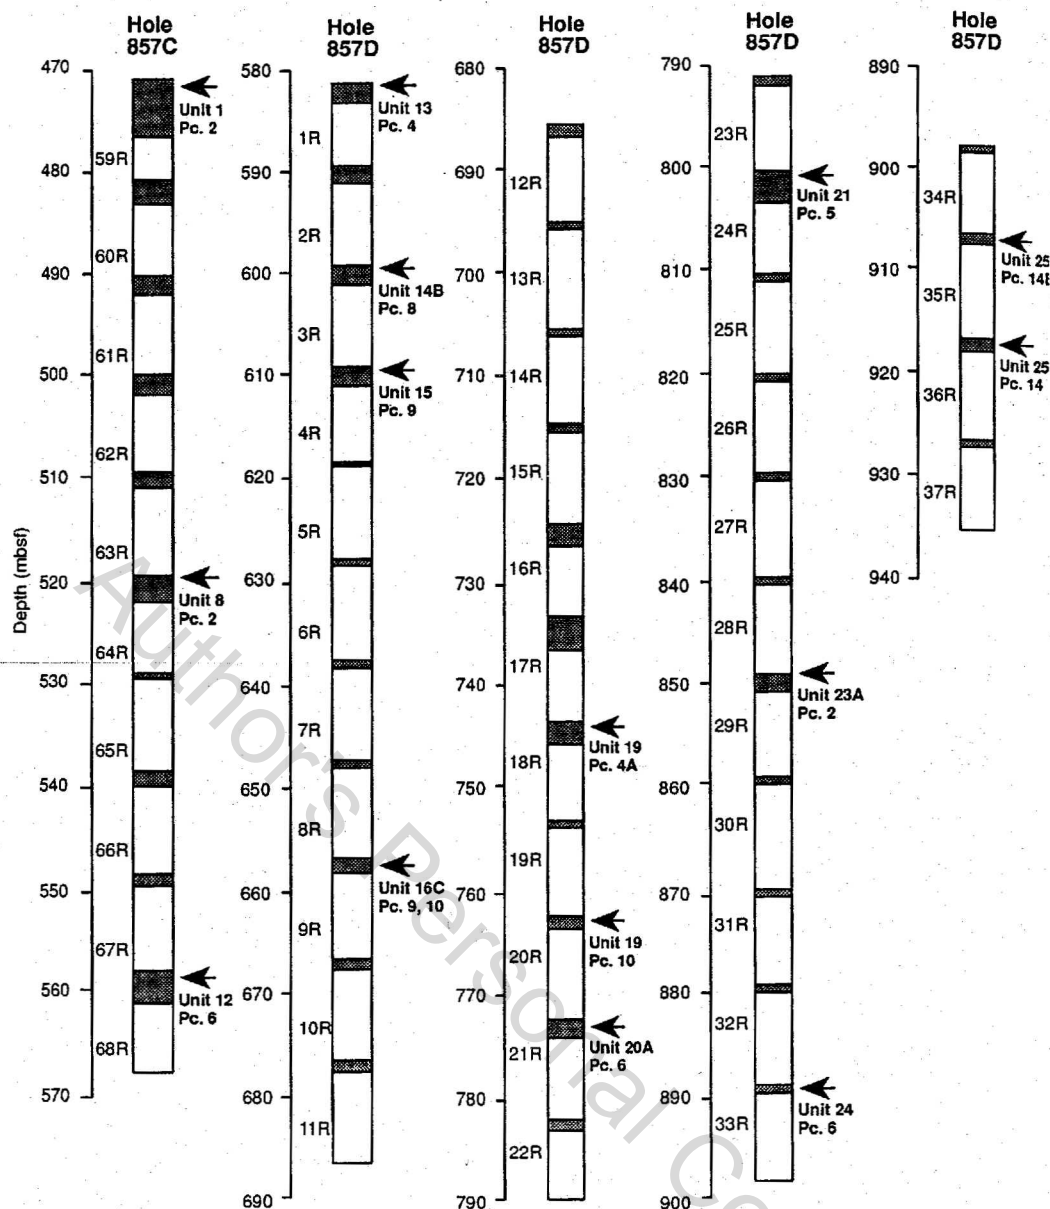 Hole
857C
470
480
490
500
510
520
530
540
550
560
570
Depth (mbsf)
59R
60R
61R
62R
63R
64R
65R
66R
67R
68R
Unit 1
Pc. 2
Unit 8
Pc. 2
Unit 12
Pc. 6
Hole
857D
580
590
600
610
620
630
640
650
660
670
680
690
1R
2R
3R
4R
5R
6R
7R
8R
9R
10R
11R
Unit 13
Pc. 4
Unit 14B
Pc. 8
Unit 15
Pc. 9
Unit 16C
Pc. 9, 10
Hole
857D
680
690
700
710
720
730
740
750
760
770
780
790
12R
13R
14R
15R
16R
17R
18R
19R
20R
21R
22R
Unit 19
Pc. 4A
Unit 19
Pc. 10
Unit 20A
Pc. 6
Hole
857D
790
800
810
820
830
840
850
860
870
880
890
900
23R
24R
25R
26R
27R
28R
29R
30R
31R
32R
33R
Unit 21
Pc. 5
Unit 23A
Pc. 2
Unit 24
Pc. 6
Hole
857D
890
900
910
920
930
940
34R
35R
36R
37R
Unit 25
Pc. 14B
Unit 25
Pc. 14
Author's Personal Co